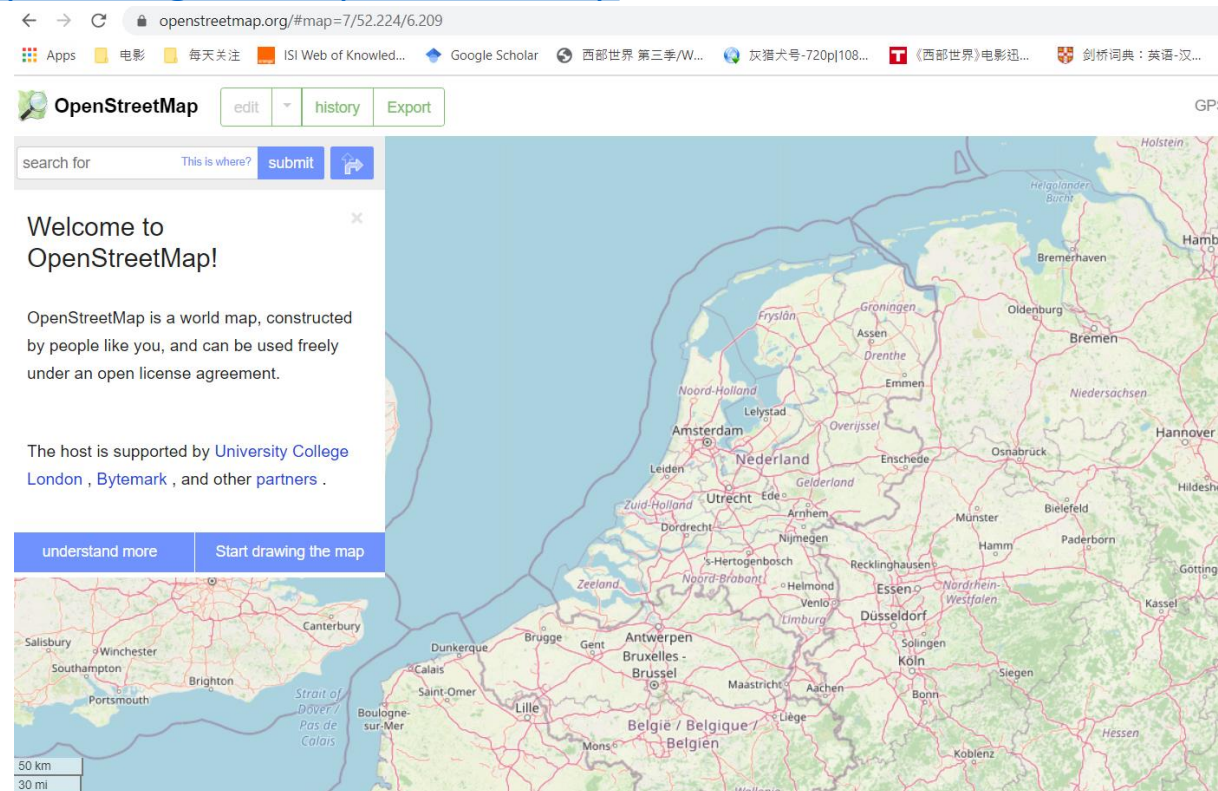 openstreetmap.org/#map=7/52.224/6.209
Apps 电影 每天关注 ISI Web of Knowled... Google Scholar 西部世界 第三季/W... 灰猫犬号-720p|108... 《西部世界》电影迅... 剑桥词典：英语-汉...
OpenStreetMap edit history Export GPS
search for This is where? submit
Welcome to
OpenStreetMap!
OpenStreetMap is a world map, constructed
by people like you, and can be used freely
under an open license agreement.
The host is supported by University College
London , Bytemark , and other partners .
understand more Start drawing the map
Holstein
Helgoländer
Bucht
Hamb
Bremerhaven
Groningen
Fryslân
Oldenburg
Assen
Bremen
Drenthe
Emmen
Noord-Holland
Niedersachsen
Lelystad
Amsterdam
Overijssel
Hannover
Nederland
Enschede
Osnabrück
Leiden
Gelderland
Hildeshe
Utrecht
Ede
Zuid-Holland
Arnhem
Münster
Bielefeld
Dordrecht
Nijmegen
Hamm
Paderborn
's-Hertogenbosch
Recklinghausen
Götting
Zeeland
Noord-Brabant
Helmond
Essen
Nordrhein-
Westfalen
Kassel
Venlo
Limburg
Düsseldorf
Canterbury
Salisbury
Winchester
Dunkerque
Brugge
Gent
Antwerpen
Solingen
Bruxelles -
Brussel
Köln
Southampton
Calais
Siegen
Brighton
Saint-Omer
Maastricht
Aachen
Bonn
Portsmouth
Strait of
Dover /
Pas de
Calais
Boulogne-
sur-Mer
Lille
Liège
België / Belgique /
Belgien
Hessen
Mons
Koblenz
50 km
30 mi